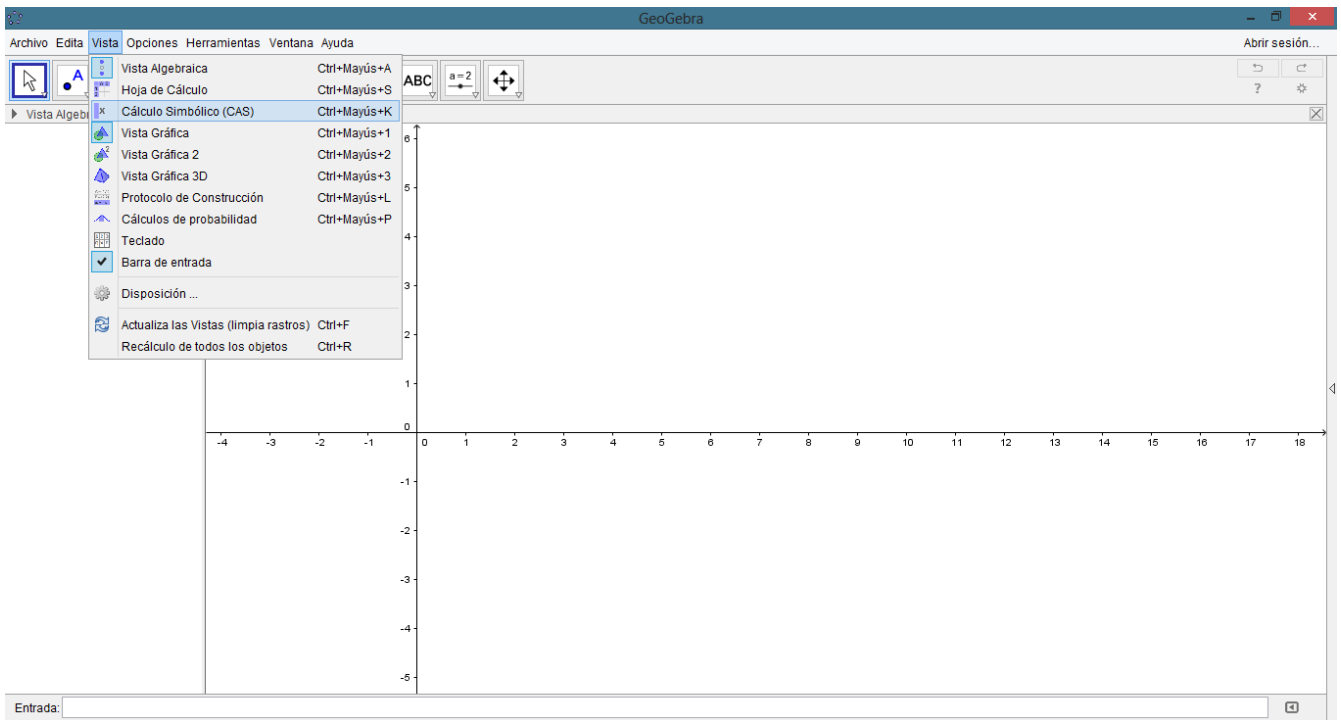 GeoGebra
Archivo Edita Vista Opciones Herramientas Ventana Ayuda Abrir sesión...
A ABC a=2
?
Vista Algeb
Vista Algebraica Ctrl+Mayús+A
Hoja de Cálculo Ctrl+Mayús+S
Cálculo Simbólico (CAS) Ctrl+Mayús+K
Vista Gráfica Ctrl+Mayús+1
Vista Gráfica 2 Ctrl+Mayús+2
Vista Gráfica 3D Ctrl+Mayús+3
Protocolo de Construcción Ctrl+Mayús+L
Cálculos de probabilidad Ctrl+Mayús+P
Teclado
Barra de entrada
Disposición ...
Actualiza las Vistas (limpia rastros) Ctrl+F
Recálculo de todos los objetos Ctrl+R
6
5
4
3
2
1
0
-4 -3 -2 -1 0 1 2 3 4 5 6 7 8 9 10 11 12 13 14 15 16 17 18
-1
-2
-3
-4
-5
Entrada: